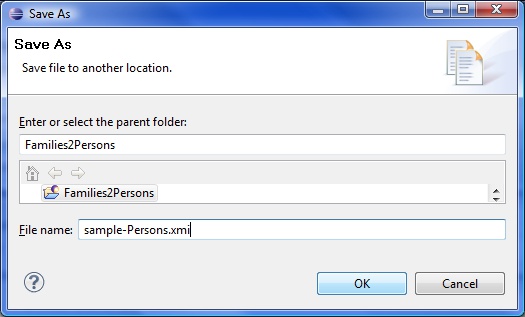 Save As
Save As
Save file to another location.
Enter or select the parent folder:
Families2Persons
Families2Persons
File name: sample-Persons.xmi
? OK Cancel